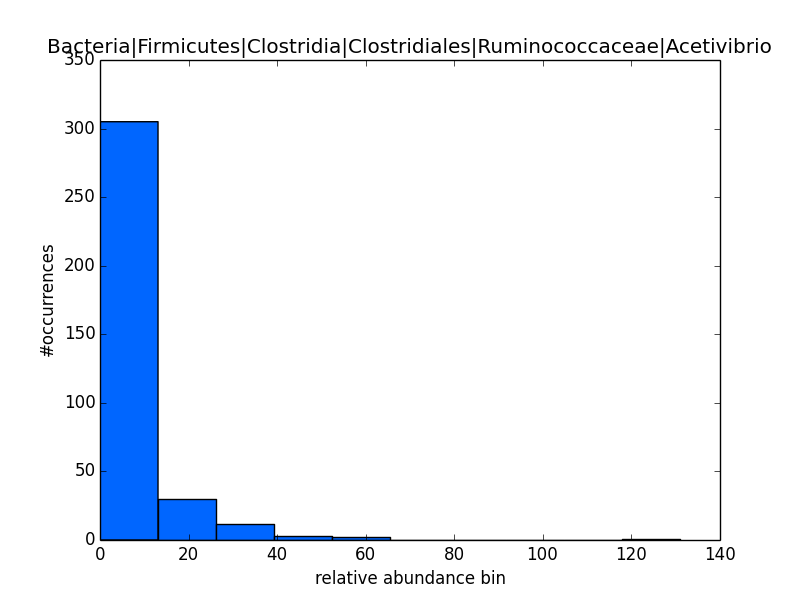 Bacteria|Firmicutes|Clostridia|Clostridiales|Ruminococcaceae|Acetivibrio
350
300
250
200
150
100
50
0
#occurrences
0 20 40 60 80 100 120 140
relative abundance bin